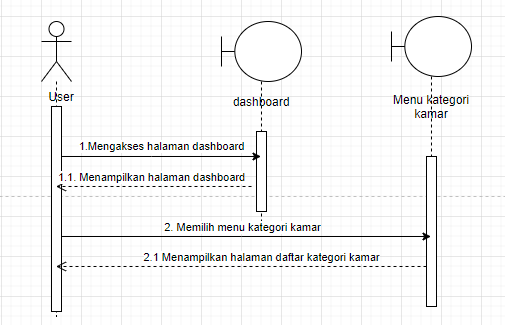 User
dashboard
Menu kategori
kamar
1.Mengakses halaman dashboard
1.1. Menampilkan halaman dashboard
2. Memilih menu kategori kamar
2.1 Menampilkan halaman daftar kategori kamar